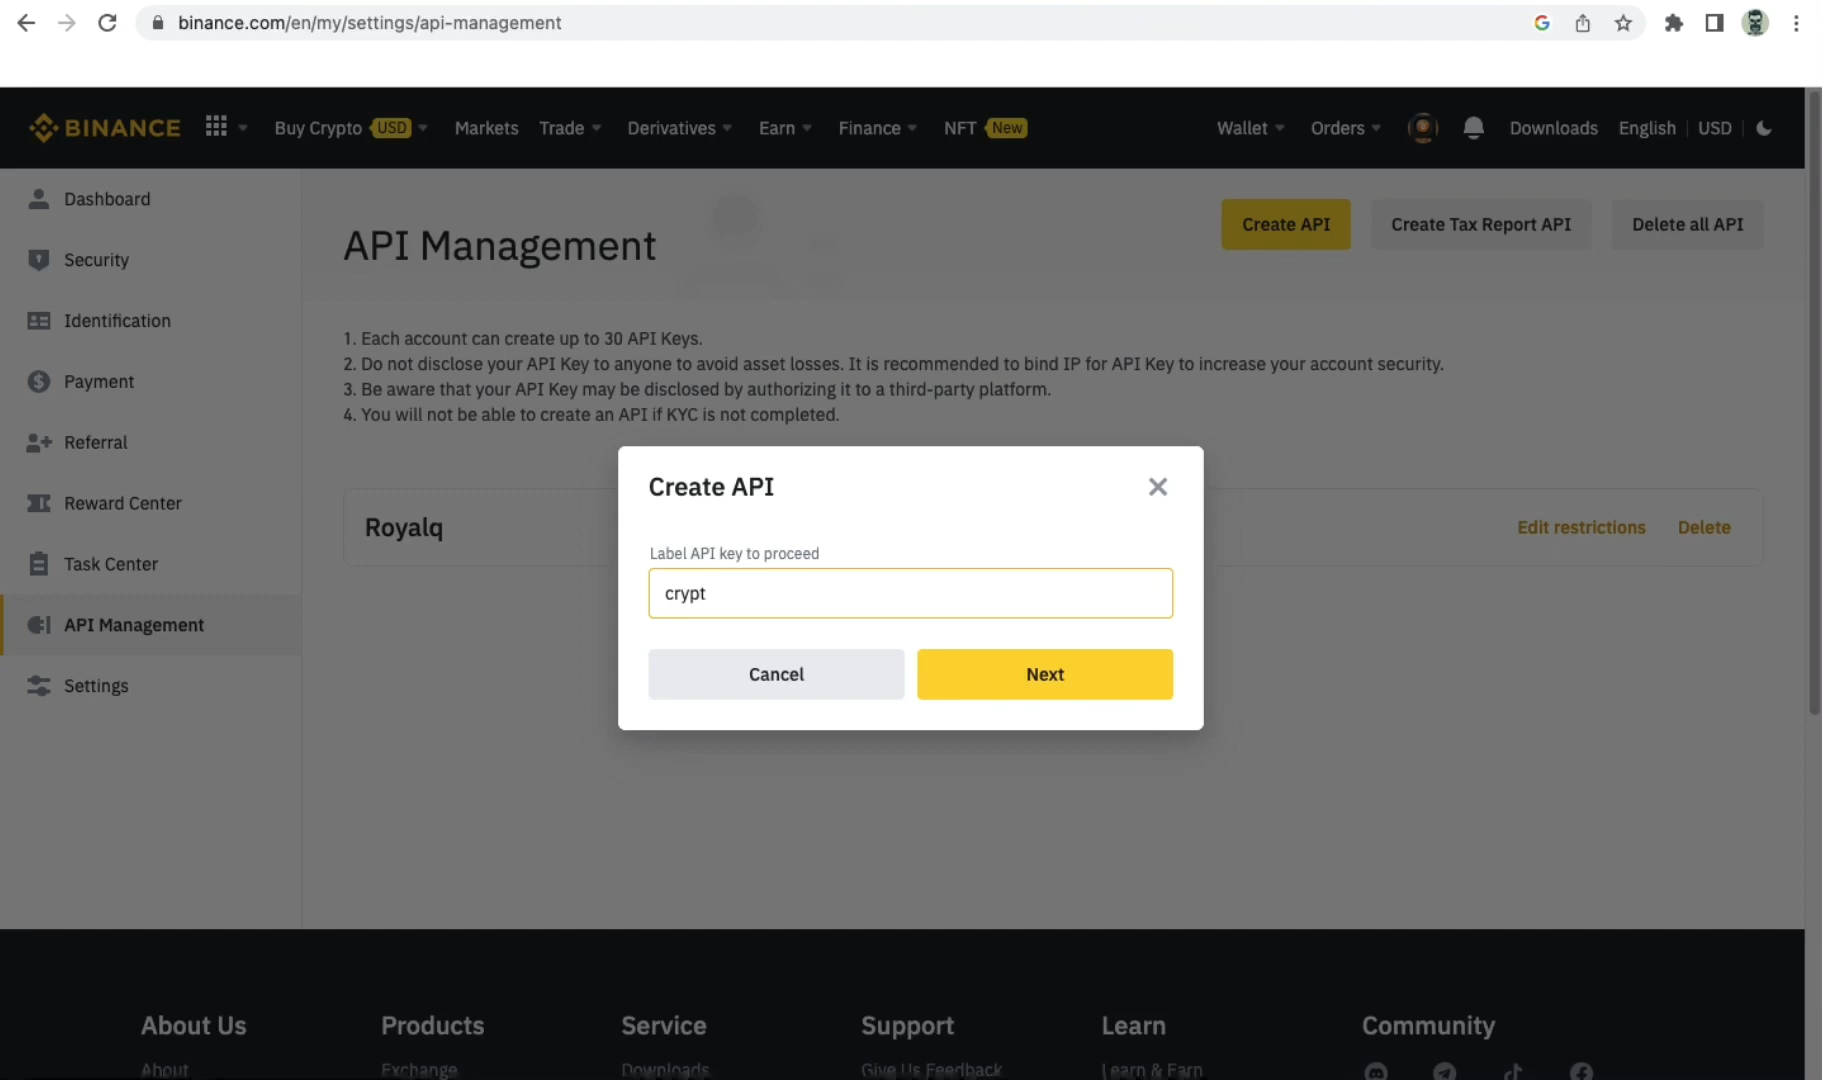 binance.com/en/my/settings/api-management
BINANCE
Buy Crypto USD
Markets
Trade
Derivatives
Earn
Finance
NFT New
Wallet
Orders
Downloads
English
USD
Dashboard
Security
Identification
Payment
Referral
Reward Center
Task Center
API Management
Settings
API Management
Create API
Create Tax Report API
Delete all API
1. Each account can create up to 30 API Keys.
2. Do not disclose your API Key to anyone to avoid asset losses. It is recommended to bind IP for API Key to increase your account security.
3. Be aware that your API Key may be disclosed by authorizing it to a third-party platform.
4. You will not be able to create an API if KYC is not completed.
Royalq
Edit restrictions
Delete
Create API
Label API key to proceed
crypt
Cancel
Next
About Us
Products
Service
Support
Learn
Community
About
Exchange
Downloads
Give Us Feedback
Learn & Earn